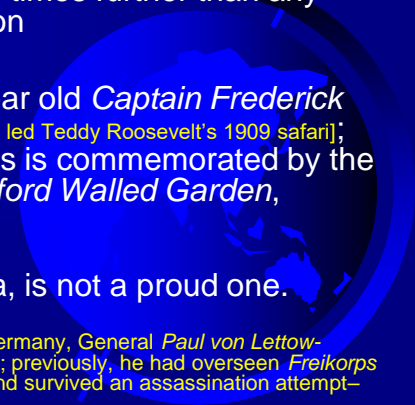 times further than any
on
ar old Captain Frederick
led Teddy Roosevelt's 1909 safari];
s is commemorated by the
ford Walled Garden,
a, is not a proud one.
ermany, General Paul von Lettow-
; previously, he had overseen Freikorps
nd survived an assassination attempt–